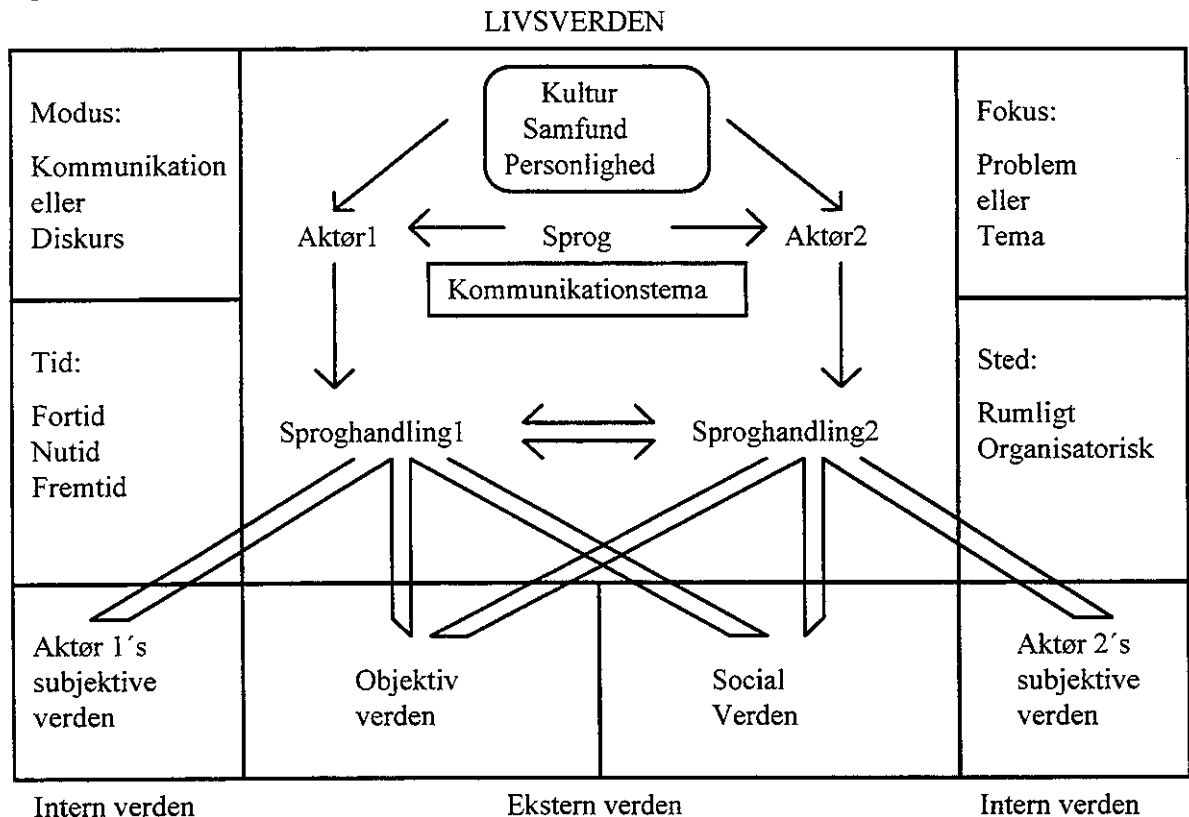 LIVSVERDEN
Modus:
Kommunikation
eller
Diskurs
Kultur
Samfund
Personlighed
Fokus:
Problem
eller
Tema
Aktør1
Sprog
Aktør2
Kommunikationstema
Tid:
Fortid
Nutid
Fremtid
Sproghandling1
Sproghandling2
Sted:
Rumligt
Organisatorisk
Aktør 1´s
subjektive
verden
Objektiv
verden
Social
Verden
Aktør 2´s
subjektive
verden
Intern verden
Ekstern verden
Intern verden